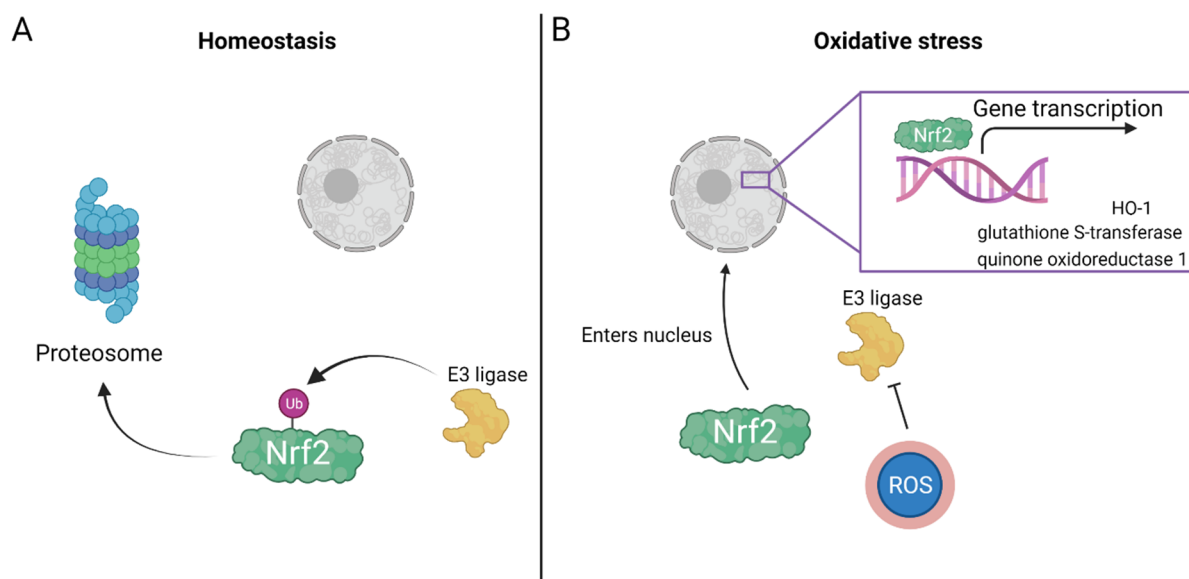 A
Homeostasis
Proteosome
E3 ligase
Ub
Nrf2
B
Oxidative stress
Gene transcription
Nrf2
HO-1
glutathione S-transferase
quinone oxidoreductase 1
E3 ligase
Enters nucleus
Nrf2
ROS